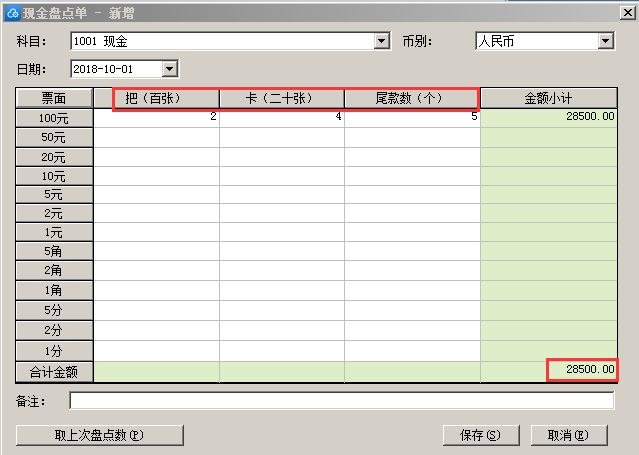 现金盘点单 - 新增
科目: 1001 现金 币别: 人民币
日期: 2018-10-01
票面 把（百张） 卡（二十张） 尾款数（个） 金额小计
100元 2 4 5 28500.00
50元
20元
10元
5元
2元
1元
5角
2角
1角
5分
2分
1分
合计金额 28500.00
备注:
取上次盘点数(P) 保存(S) 取消(E)